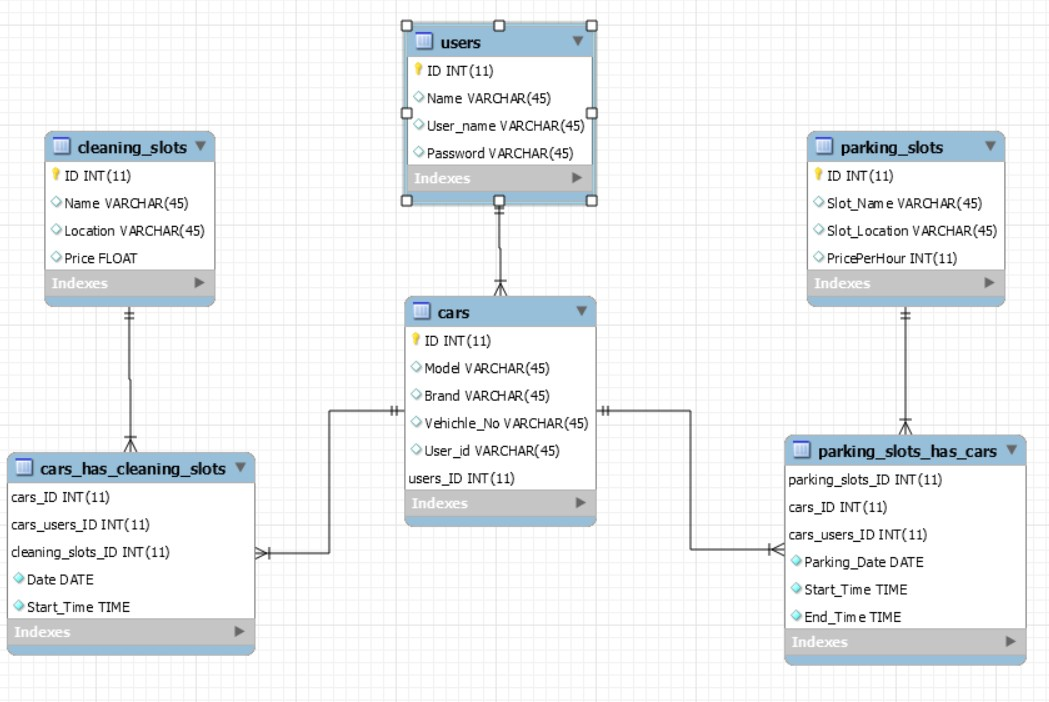 users
ID INT(11)
Name VARCHAR(45)
User_name VARCHAR(45)
Password VARCHAR(45)
Indexes
cleaning_slots
ID INT(11)
Name VARCHAR(45)
Location VARCHAR(45)
Price FLOAT
Indexes
parking_slots
ID INT(11)
Slot_Name VARCHAR(45)
Slot_Location VARCHAR(45)
PricePerHour INT(11)
Indexes
cars
ID INT(11)
Model VARCHAR(45)
Brand VARCHAR(45)
Vehichle_No VARCHAR(45)
User_id VARCHAR(45)
users_ID INT(11)
Indexes
cars_has_cleaning_slots
cars_ID INT(11)
cars_users_ID INT(11)
cleaning_slots_ID INT(11)
Date DATE
Start_Time TIME
Indexes
parking_slots_has_cars
parking_slots_ID INT(11)
cars_ID INT(11)
cars_users_ID INT(11)
Parking_Date DATE
Start_Time TIME
End_Time TIME
Indexes